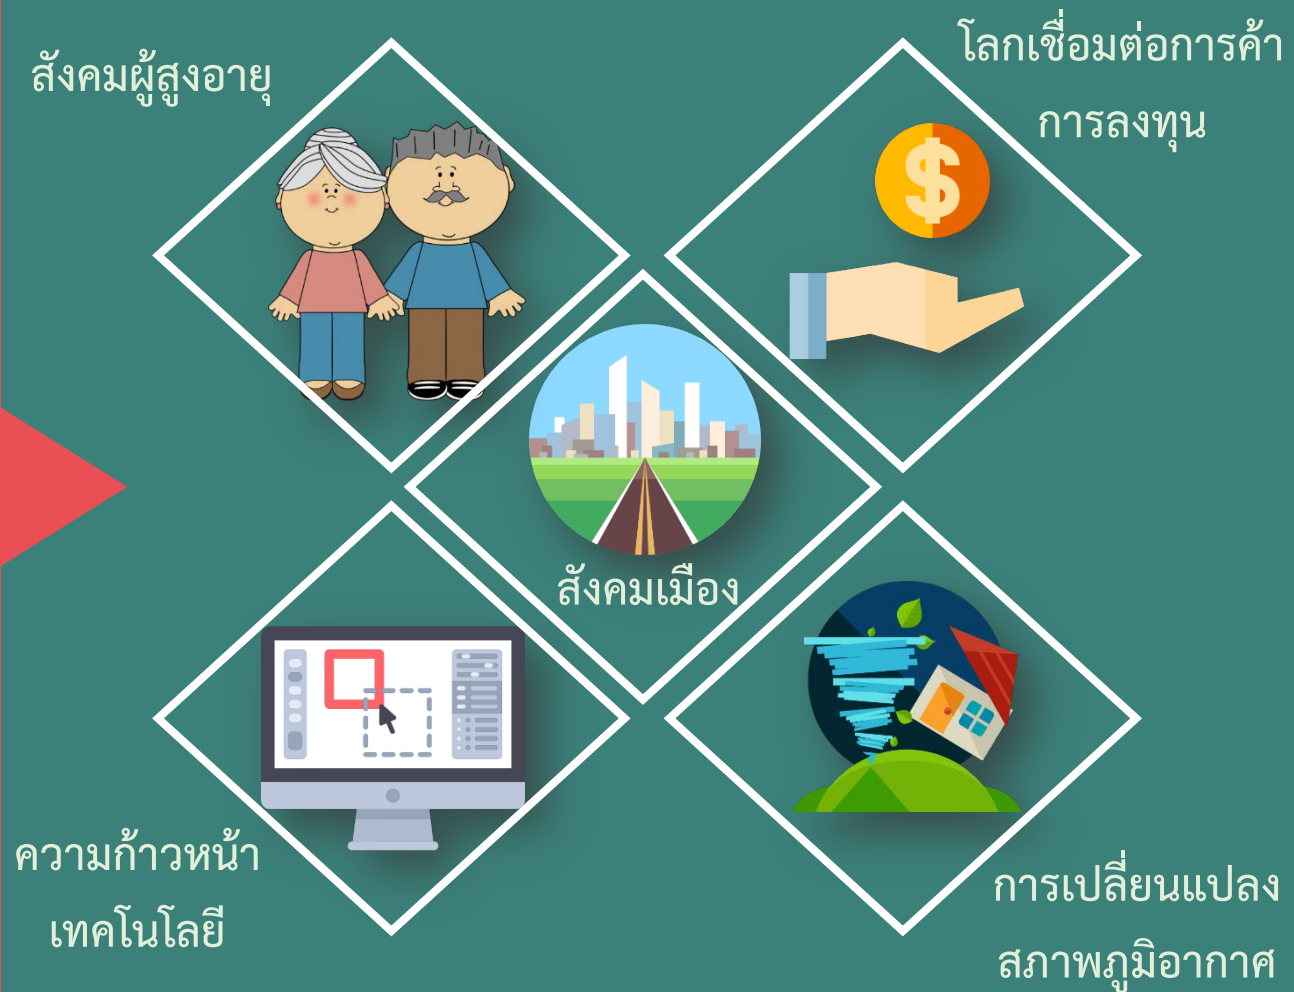 สังคมผู้สูงอายุ
โลกเชื่อมต่อการค้า
การลงทุน
สังคมเมือง
ความก้าวหน้า
เทคโนโลยี
การเปลี่ยนแปลง
สภาพภูมิอากาศ